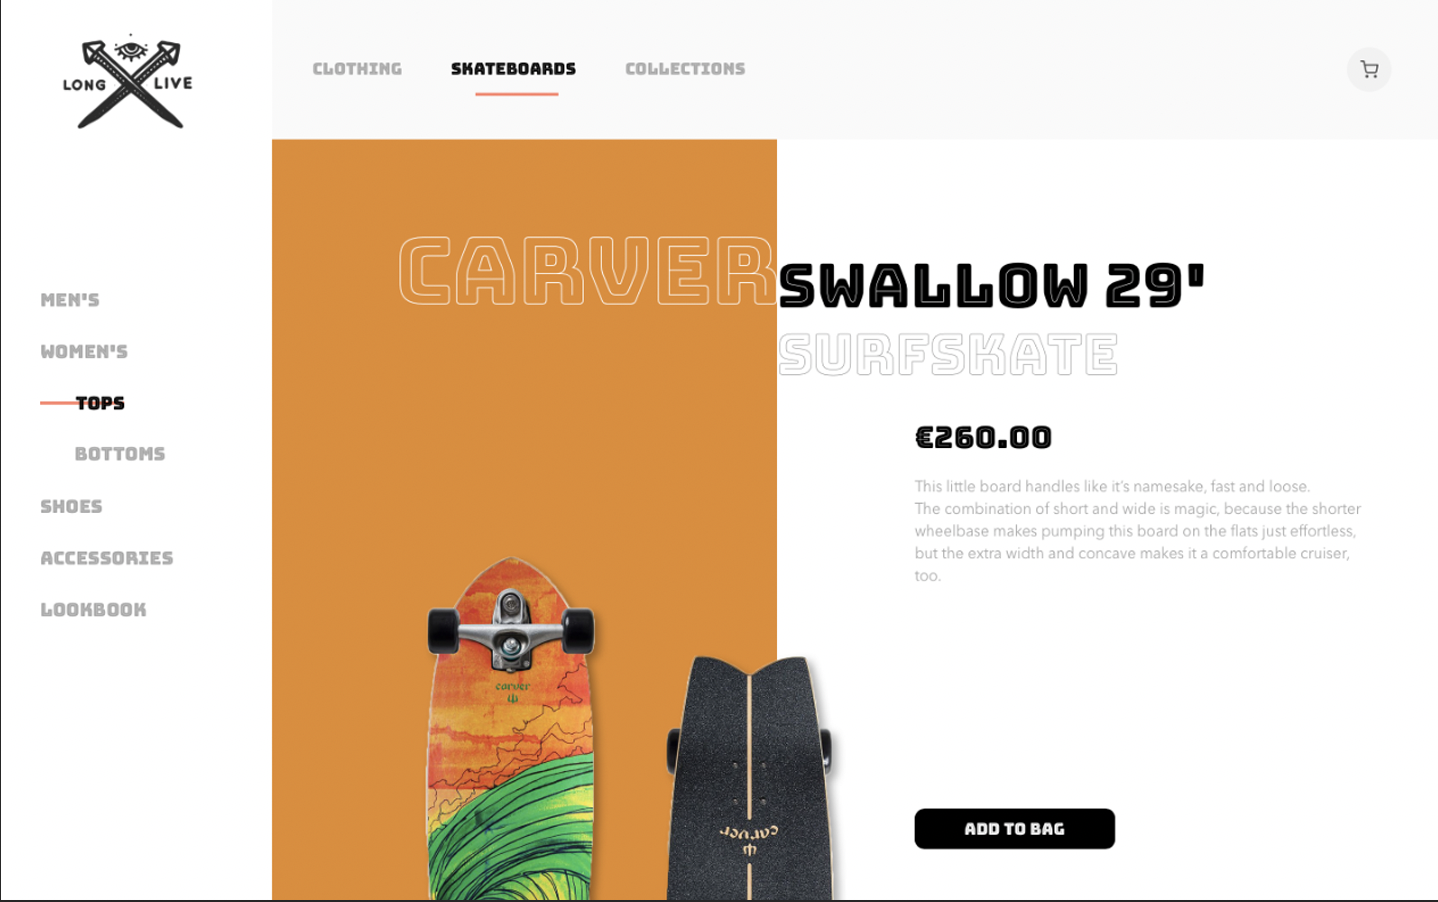 LONG LIVE
CLOTHING SKATEBOARDS COLLECTIONS
MEN'S
WOMEN'S
TOPS
BOTTOMS
SHOES
ACCESSORIES
LOOKBOOK
CARVER
SWALLOW 29'
SURFSKATE
€260.00
This little board handles like it's namesake, fast and loose.
The combination of short and wide is magic, because the shorter
wheelbase makes pumping this board on the flats just effortless,
but the extra width and concave makes it a comfortable cruiser,
too.
carver
carver
ADD TO BAG